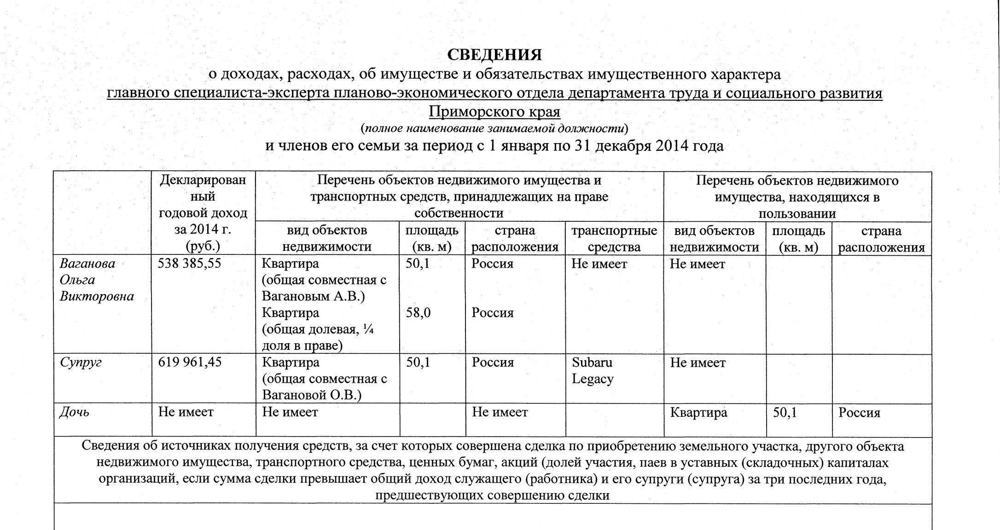 СВЕДЕНИЯ
о доходах, расходах, об имуществе и обязательствах имущественного характера
главного специалиста-эксперта планово-экономического отдела департамента труда и социального развития
Приморского края
(полное наименование занимаемой должности)
и членов его семьи за период с 1 января по 31 декабря 2014 года
Декларирован
ный
годовой доход
за 2014 г.
(руб.)
Перечень объектов недвижимого имущества и
транспортных средств, принадлежащих на праве
собственности
Перечень объектов недвижимого
имущества, находящихся в
пользовании
вид объектов
недвижимости
площадь
(кв. м)
страна
расположения
транспортные
средства
вид объектов
недвижимости
площадь
(кв. м)
страна
расположения
Ваганова
Ольга
Викторовна
538 385,55
Квартира
(общая совместная с
Вагановым А.В.)
Квартира
(общая долевая, ¼
доля в праве)
50,1
58,0
Россия
Россия
Не имеет
Не имеет
Супруг
619 961,45
Квартира
(общая совместная с
Вагановой О.В.)
50,1
Россия
Subaru
Legacy
Не имеет
Дочь
Не имеет
Не имеет
Не имеет
Квартира
50,1
Россия
Сведения об источниках получения средств, за счет которых совершена сделка по приобретению земельного участка, другого объекта
недвижимого имущества, транспортного средства, ценных бумаг, акций (долей участия, паев в уставных (складочных) капиталах
организаций, если сумма сделки превышает общий доход служащего (работника) и его супруги (супруга) за три последних года,
предшествующих совершению сделки